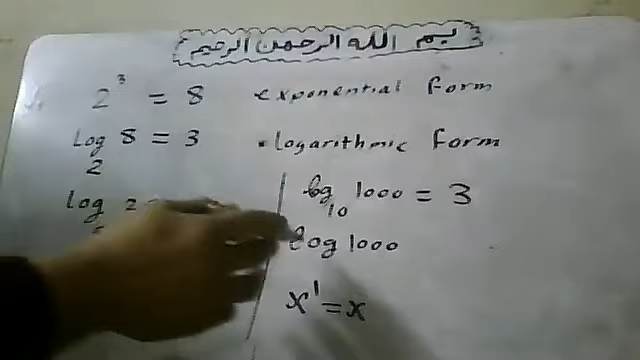 بسم الله الرحمن الرحيم
2³ = 8 exponential form
log₂ 8 = 3 logarithmic form
log 2
log₁₀ 1000 = 3
log 1000
x¹ = x